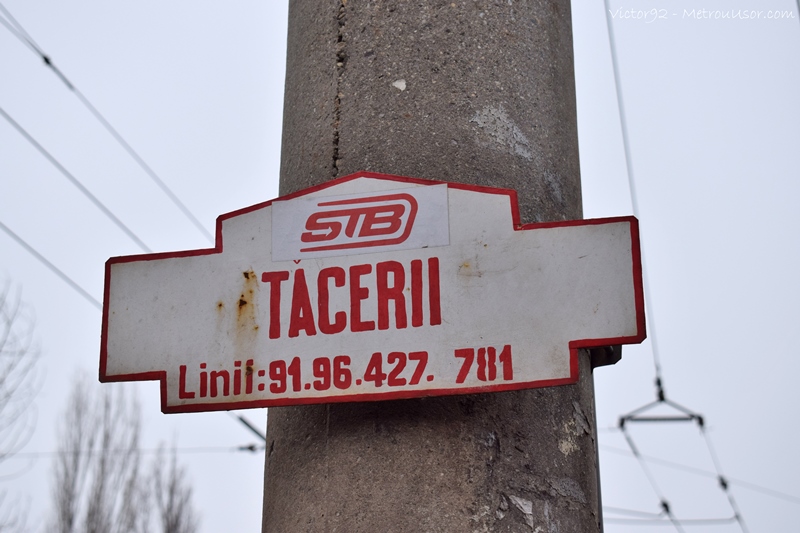 Victor92 - MetrouUsor.com
STB
TĂCERII
Linii:91.96.427. 781